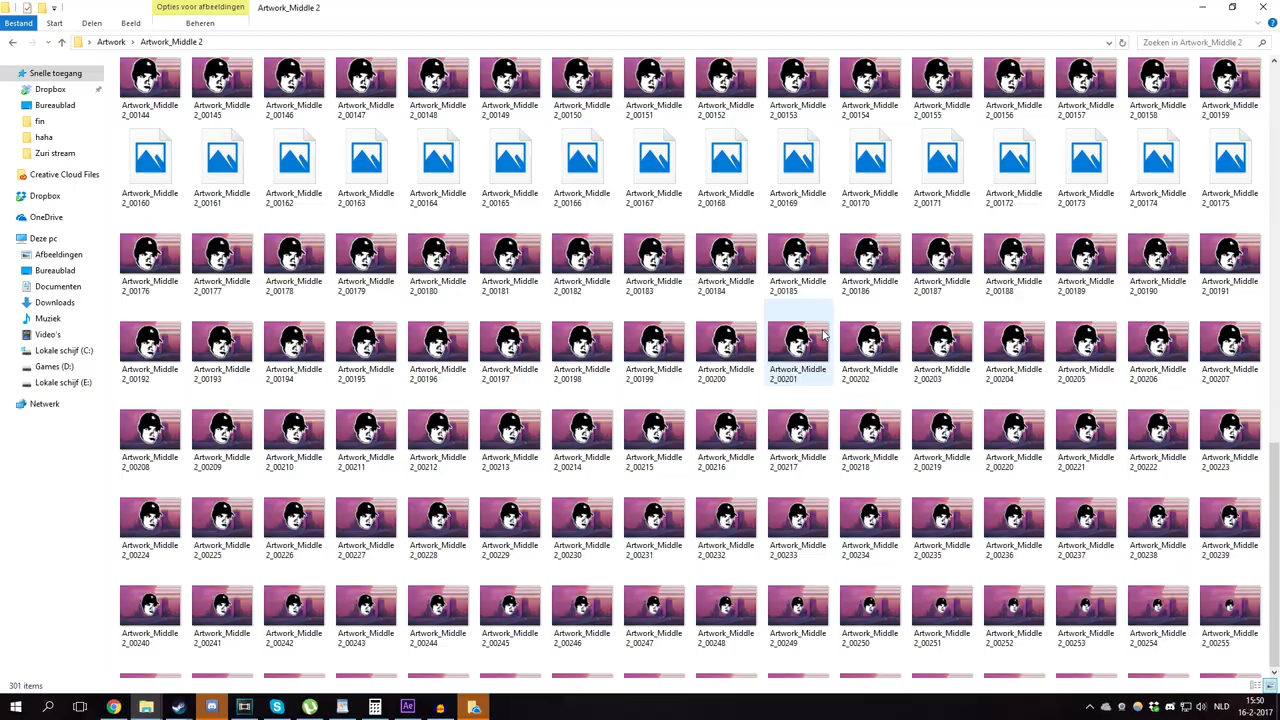 Opties voor afbeeldingen
Artwork_Middle 2
Bestand
Start
Delen
Beeld
Beheren
Artwork
Artwork_Middle 2
Zoeken in Artwork_Middle 2
Snelle toegang
Dropbox
Bureaublad
fin
haha
Zuri stream
Creative Cloud Files
Dropbox
OneDrive
Deze pc
Afbeeldingen
Bureaublad
Documenten
Downloads
Muziek
Video's
Lokale schijf (C:)
Games (D:)
Lokale schijf (E:)
Netwerk
Artwork_Middle 2_00144
Artwork_Middle 2_00145
Artwork_Middle 2_00146
Artwork_Middle 2_00147
Artwork_Middle 2_00148
Artwork_Middle 2_00149
Artwork_Middle 2_00150
Artwork_Middle 2_00151
Artwork_Middle 2_00152
Artwork_Middle 2_00153
Artwork_Middle 2_00154
Artwork_Middle 2_00155
Artwork_Middle 2_00156
Artwork_Middle 2_00157
Artwork_Middle 2_00158
Artwork_Middle 2_00159
Artwork_Middle 2_00160
Artwork_Middle 2_00161
Artwork_Middle 2_00162
Artwork_Middle 2_00163
Artwork_Middle 2_00164
Artwork_Middle 2_00165
Artwork_Middle 2_00166
Artwork_Middle 2_00167
Artwork_Middle 2_00168
Artwork_Middle 2_00169
Artwork_Middle 2_00170
Artwork_Middle 2_00171
Artwork_Middle 2_00172
Artwork_Middle 2_00173
Artwork_Middle 2_00174
Artwork_Middle 2_00175
Artwork_Middle 2_00176
Artwork_Middle 2_00177
Artwork_Middle 2_00178
Artwork_Middle 2_00179
Artwork_Middle 2_00180
Artwork_Middle 2_00181
Artwork_Middle 2_00182
Artwork_Middle 2_00183
Artwork_Middle 2_00184
Artwork_Middle 2_00185
Artwork_Middle 2_00186
Artwork_Middle 2_00187
Artwork_Middle 2_00188
Artwork_Middle 2_00189
Artwork_Middle 2_00190
Artwork_Middle 2_00191
Artwork_Middle 2_00192
Artwork_Middle 2_00193
Artwork_Middle 2_00194
Artwork_Middle 2_00195
Artwork_Middle 2_00196
Artwork_Middle 2_00197
Artwork_Middle 2_00198
Artwork_Middle 2_00199
Artwork_Middle 2_00200
Artwork_Middle 2_00201
Artwork_Middle 2_00202
Artwork_Middle 2_00203
Artwork_Middle 2_00204
Artwork_Middle 2_00205
Artwork_Middle 2_00206
Artwork_Middle 2_00207
Artwork_Middle 2_00208
Artwork_Middle 2_00209
Artwork_Middle 2_00210
Artwork_Middle 2_00211
Artwork_Middle 2_00212
Artwork_Middle 2_00213
Artwork_Middle 2_00214
Artwork_Middle 2_00215
Artwork_Middle 2_00216
Artwork_Middle 2_00217
Artwork_Middle 2_00218
Artwork_Middle 2_00219
Artwork_Middle 2_00220
Artwork_Middle 2_00221
Artwork_Middle 2_00222
Artwork_Middle 2_00223
Artwork_Middle 2_00224
Artwork_Middle 2_00225
Artwork_Middle 2_00226
Artwork_Middle 2_00227
Artwork_Middle 2_00228
Artwork_Middle 2_00229
Artwork_Middle 2_00230
Artwork_Middle 2_00231
Artwork_Middle 2_00232
Artwork_Middle 2_00233
Artwork_Middle 2_00234
Artwork_Middle 2_00235
Artwork_Middle 2_00236
Artwork_Middle 2_00237
Artwork_Middle 2_00238
Artwork_Middle 2_00239
Artwork_Middle 2_00240
Artwork_Middle 2_00241
Artwork_Middle 2_00242
Artwork_Middle 2_00243
Artwork_Middle 2_00244
Artwork_Middle 2_00245
Artwork_Middle 2_00246
Artwork_Middle 2_00247
Artwork_Middle 2_00248
Artwork_Middle 2_00249
Artwork_Middle 2_00250
Artwork_Middle 2_00251
Artwork_Middle 2_00252
Artwork_Middle 2_00253
Artwork_Middle 2_00254
Artwork_Middle 2_00255
301 items
Ae
NLD
15:50
16-2-2017